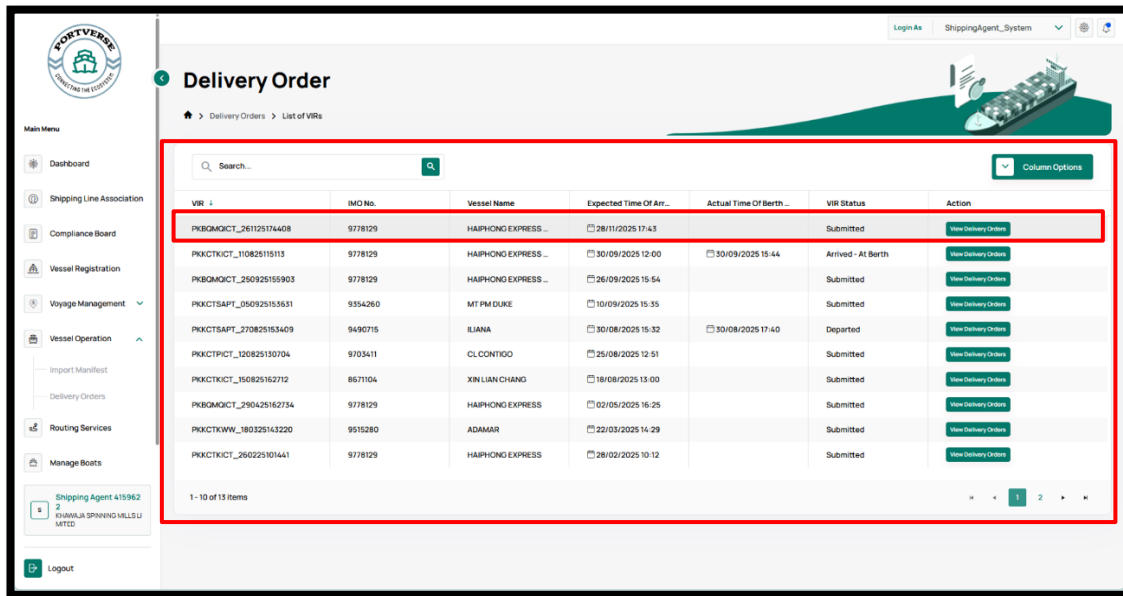 PORTVERSE
CONNECTING THE ECOSYSTEM
Login As ShippingAgent_System
Delivery Order
> Delivery Orders > List of VIRs
Main Menu
Dashboard
Shipping Line Association
Compliance Board
Vessel Registration
Voyage Management
Vessel Operation
Import Manifest
Delivery Orders
Routing Services
Manage Boats
S
Shipping Agent 415962
2
KHAWAJA SPINNING MILLS LI
MITED
Logout
Search...
Column Options
VIR ↓ IMO No. Vessel Name Expected Time Of Arr... Actual Time Of Berth ... VIR Status Action
PKBQMQICT_261125174408 9778129 HAIPHONG EXPRESS ... 28/11/2025 17:43 Submitted View Delivery Orders
PKKCTKICT_110825115113 9778129 HAIPHONG EXPRESS ... 30/09/2025 12:00 30/09/2025 15:44 Arrived - At Berth View Delivery Orders
PKBQMQICT_250925155903 9778129 HAIPHONG EXPRESS ... 26/09/2025 15:54 Submitted View Delivery Orders
PKKCTSAPT_050925153631 9354260 MT PM DUKE 10/09/2025 15:35 Submitted View Delivery Orders
PKKCTSAPT_270825153409 9490715 ILIANA 30/08/2025 15:32 30/08/2025 17:40 Departed View Delivery Orders
PKKCTPICT_120825130704 9703411 CL CONTIGO 25/08/2025 12:51 Submitted View Delivery Orders
PKKCTKICT_150825162712 8671104 XIN LIAN CHANG 18/08/2025 13:00 Submitted View Delivery Orders
PKBQMQICT_290425162734 9778129 HAIPHONG EXPRESS 02/05/2025 16:25 Submitted View Delivery Orders
PKKCTKWW_180325143220 9515280 ADAMAR 22/03/2025 14:29 Submitted View Delivery Orders
PKKCTKICT_260225101441 9778129 HAIPHONG EXPRESS 28/02/2025 10:12 Submitted View Delivery Orders
1 - 10 of 13 items 1 2